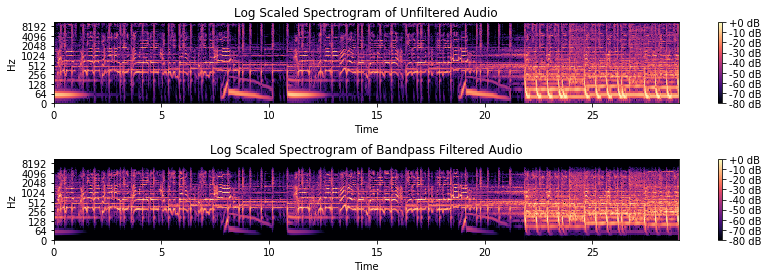 Log Scaled Spectrogram of Unfiltered Audio
8192
4096
2048
1024
512
256
128
64
0
Hz
0 5 10 15 20 25
Time
+0 dB
-10 dB
-20 dB
-30 dB
-40 dB
-50 dB
-60 dB
-70 dB
-80 dB
Log Scaled Spectrogram of Bandpass Filtered Audio
8192
4096
2048
1024
512
256
128
64
0
Hz
0 5 10 15 20 25
Time
+0 dB
-10 dB
-20 dB
-30 dB
-40 dB
-50 dB
-60 dB
-70 dB
-80 dB